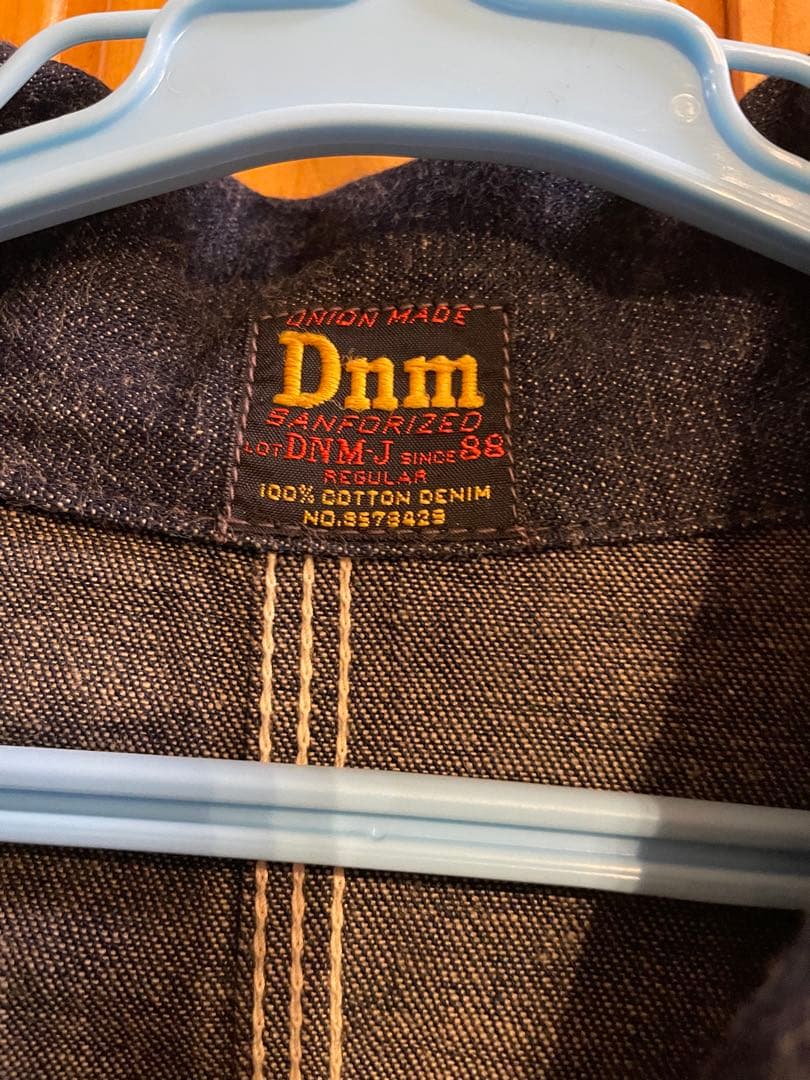 UNION MADE
Dnm
SANFORIZED
LOT DNM-J SINCE 88
REGULAR
100% COTTON DENIM
NO.8578429